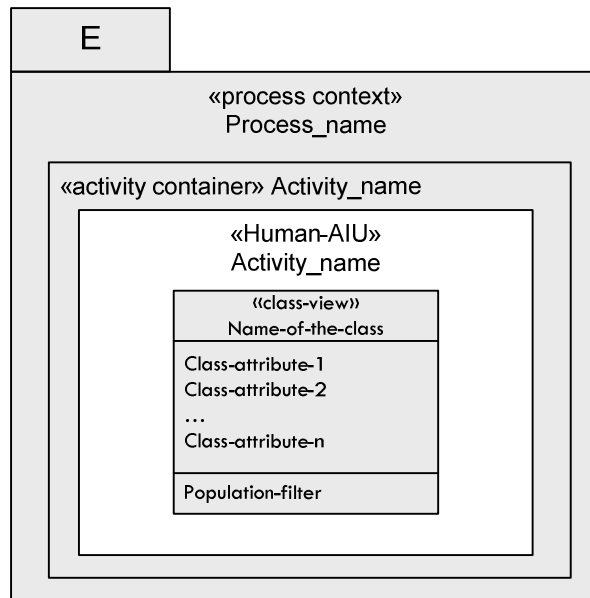 E
«process context»
Process_name
«activity container» Activity_name
«Human-AIU»
Activity_name
«class-view»
Name-of-the-class
Class-attribute-1
Class-attribute-2
...
Class-attribute-n
Population-filter